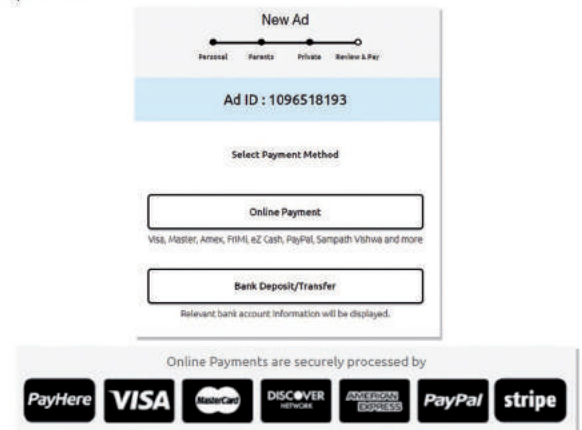 New Ad
Personal Parents Private Review & Pay
Ad ID : 1096518193
Select Payment Method
Online Payment
Visa, Master, Amex, FriMi, eZ Cash, PayPal, Sampath Vishwa and more
Bank Deposit/Transfer
Relevant bank account information will be displayed.
Online Payments are securely processed by
PayHere VISA MasterCard DISCOVER NETWORK AMERICAN EXPRESS PayPal stripe